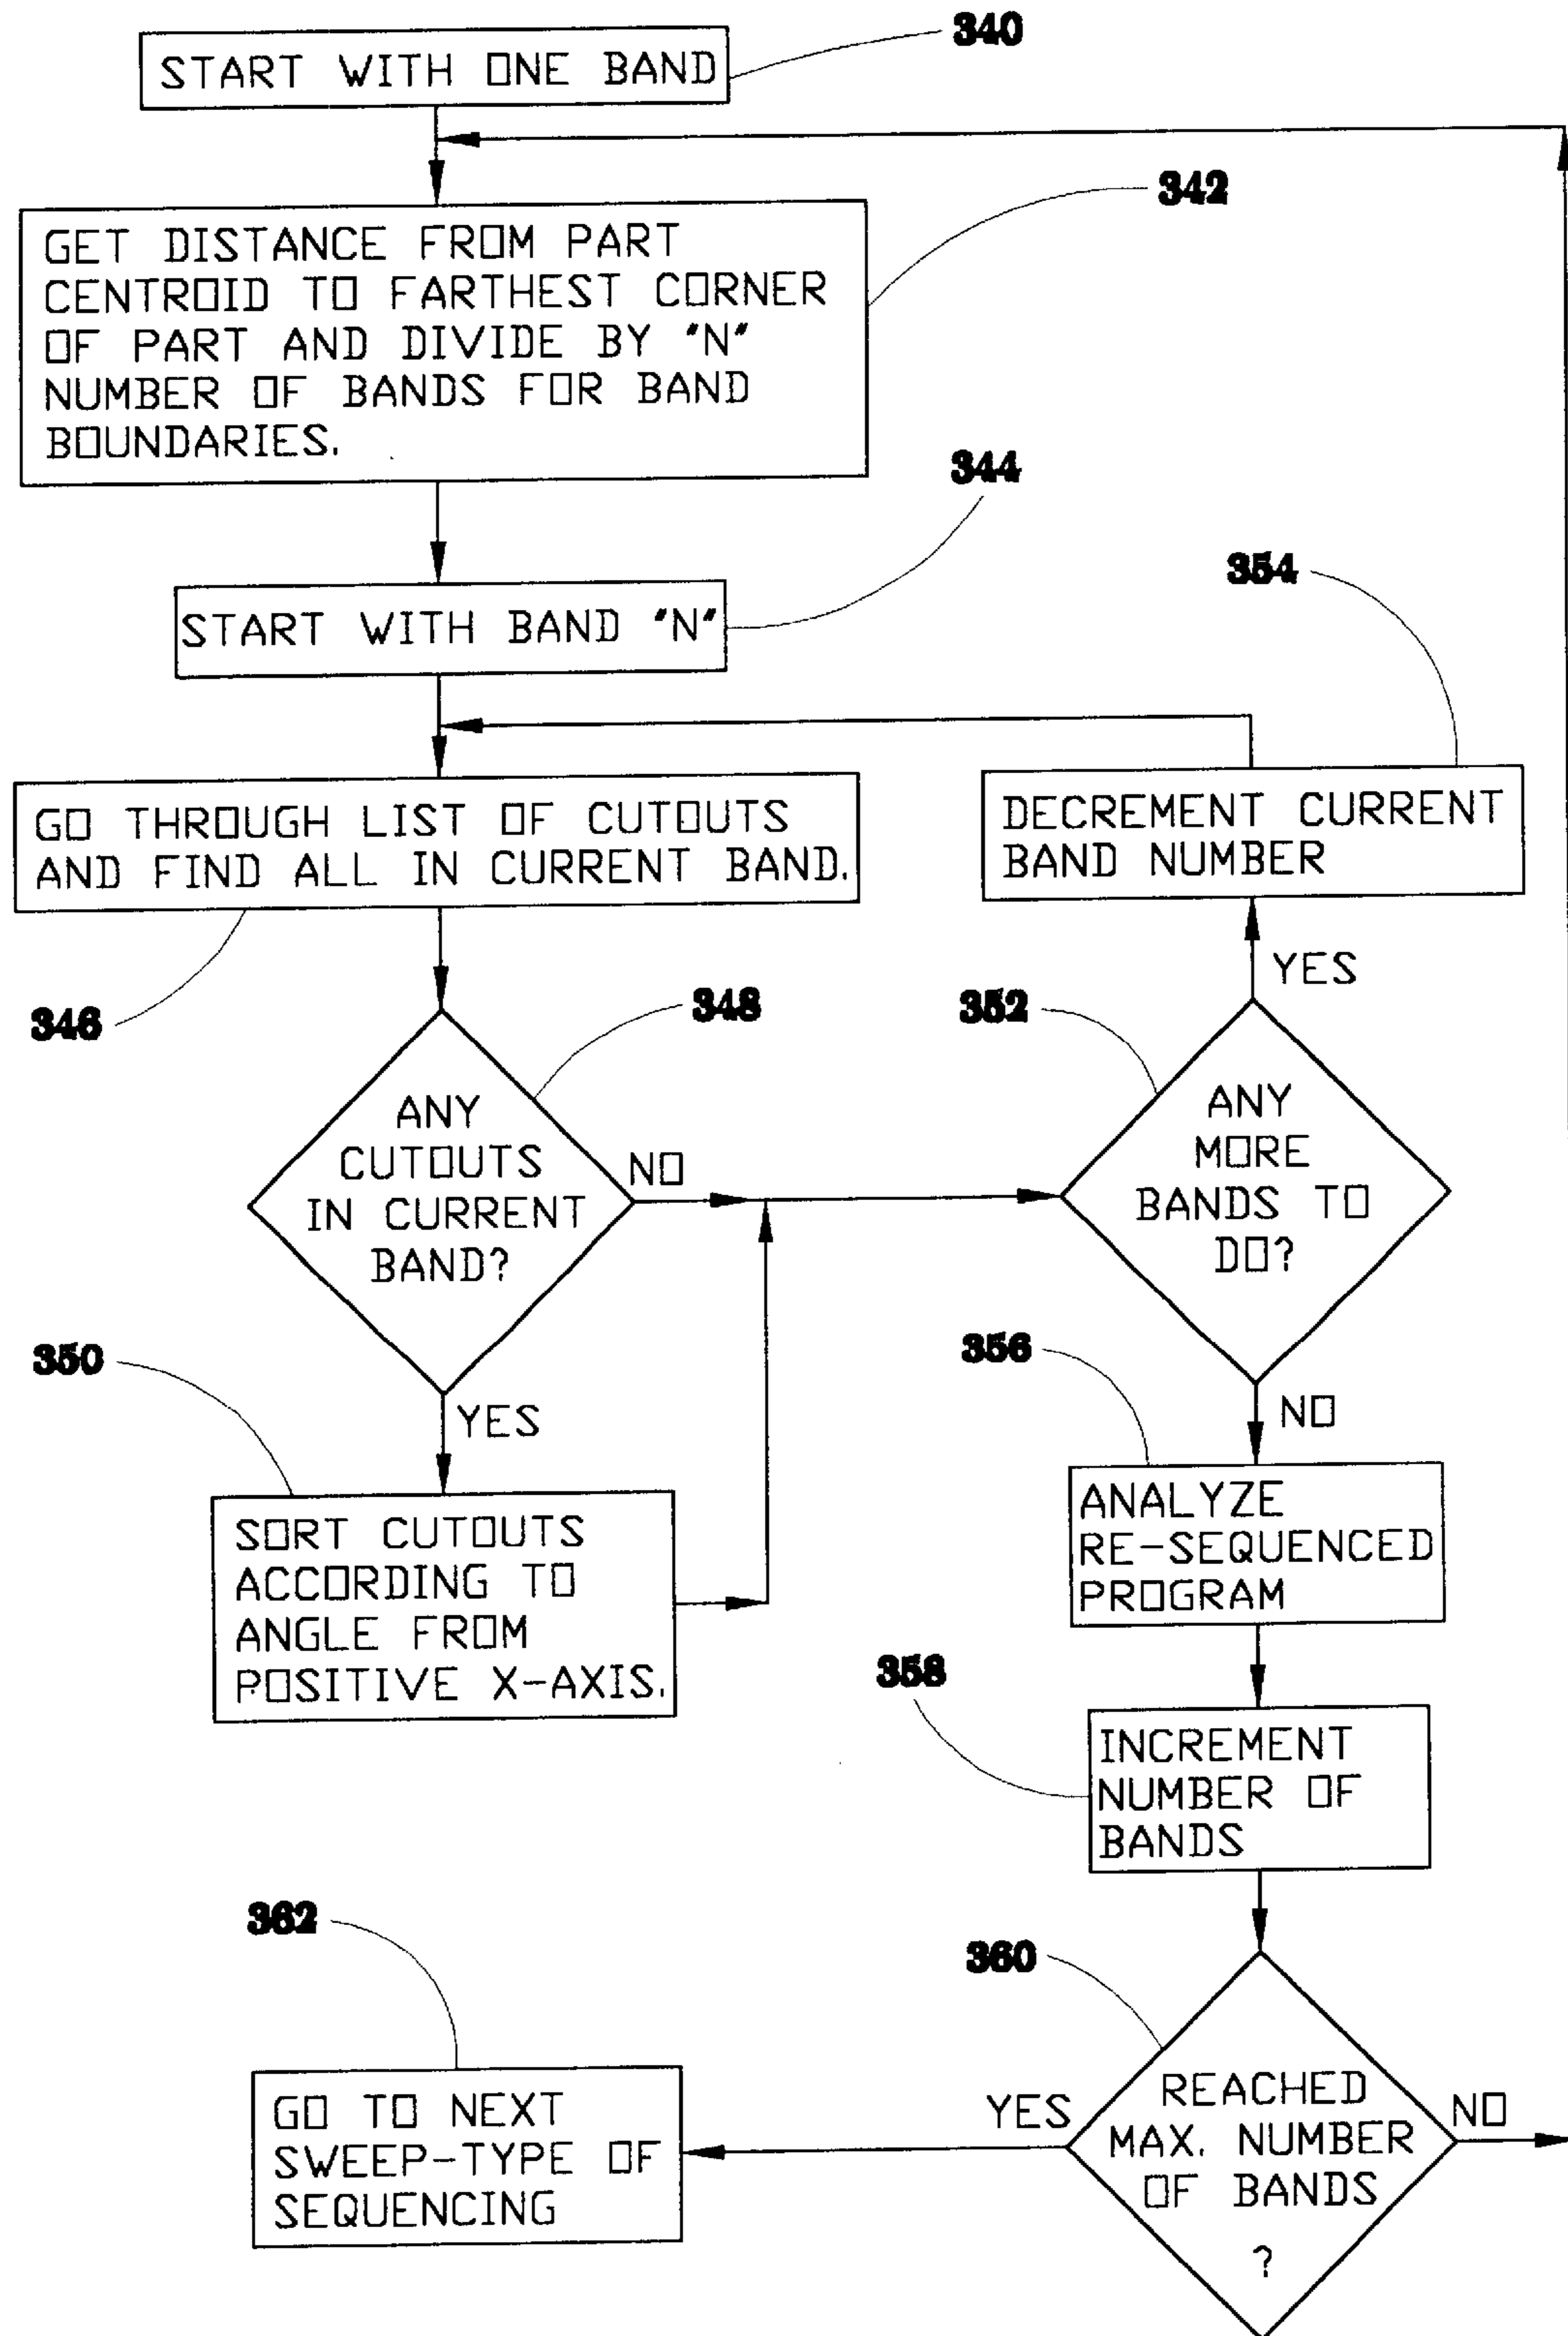 340
START WITH ONE BAND
342
GET DISTANCE FROM PART
CENTROID TO FARTHEST CORNER
OF PART AND DIVIDE BY "N"
NUMBER OF BANDS FOR BAND
BOUNDARIES.
344
START WITH BAND "N"
354
GO THROUGH LIST OF CUTOUTS
AND FIND ALL IN CURRENT BAND.
DECREMENT CURRENT
BAND NUMBER
YES
346
348
352
ANY
CUTOUTS
IN CURRENT
BAND?
NO
ANY
MORE
BANDS TO
DO?
350
YES
356
NO
SORT CUTOUTS
ACCORDING TO
ANGLE FROM
POSITIVE X-AXIS.
ANALYZE
RE-SEQUENCED
PROGRAM
358
INCREMENT
NUMBER OF
BANDS
362
360
GO TO NEXT
SWEEP-TYPE OF
SEQUENCING
YES
REACHED
MAX. NUMBER
OF BANDS
?
NO